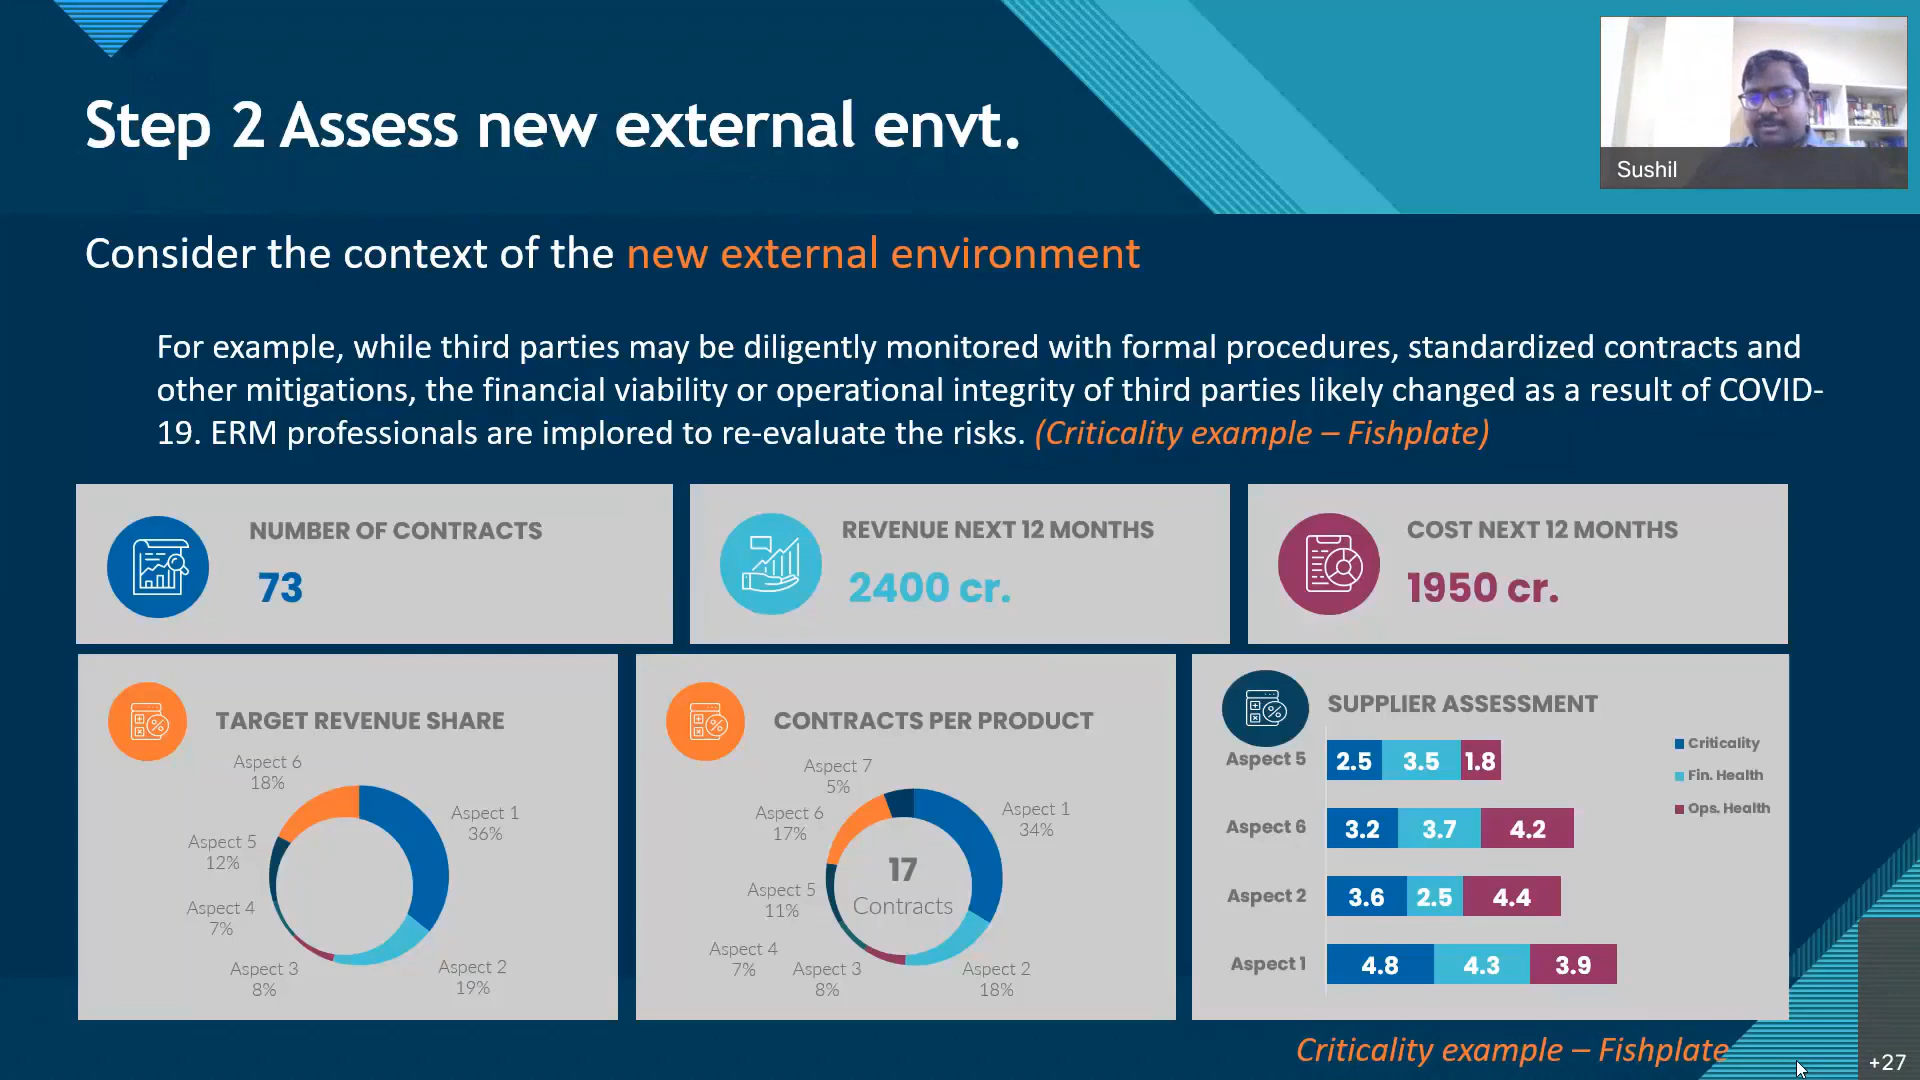 Step 2 Assess new external envt.
Sushil
Consider the context of the new external environment
For example, while third parties may be diligently monitored with formal procedures, standardized contracts and
other mitigations, the financial viability or operational integrity of third parties likely changed as a result of COVID-
19. ERM professionals are implored to re-evaluate the risks. (Criticality example – Fishplate)
NUMBER OF CONTRACTS
73
REVENUE NEXT 12 MONTHS
2400 cr.
COST NEXT 12 MONTHS
1950 cr.
TARGET REVENUE SHARE
Aspect 6
18%
Aspect 1
36%
Aspect 5
12%
Aspect 4
7%
Aspect 3
8%
Aspect 2
19%
CONTRACTS PER PRODUCT
Aspect 7
5%
Aspect 6
17%
Aspect 1
34%
17
Contracts
Aspect 5
11%
Aspect 4
7%
Aspect 3
8%
Aspect 2
18%
SUPPLIER ASSESSMENT
Criticality
Fin. Health
Ops. Health
Aspect 5 2.5 3.5 1.8
Aspect 6 3.2 3.7 4.2
Aspect 2 3.6 2.5 4.4
Aspect 1 4.8 4.3 3.9
Criticality example – Fishplate
+27